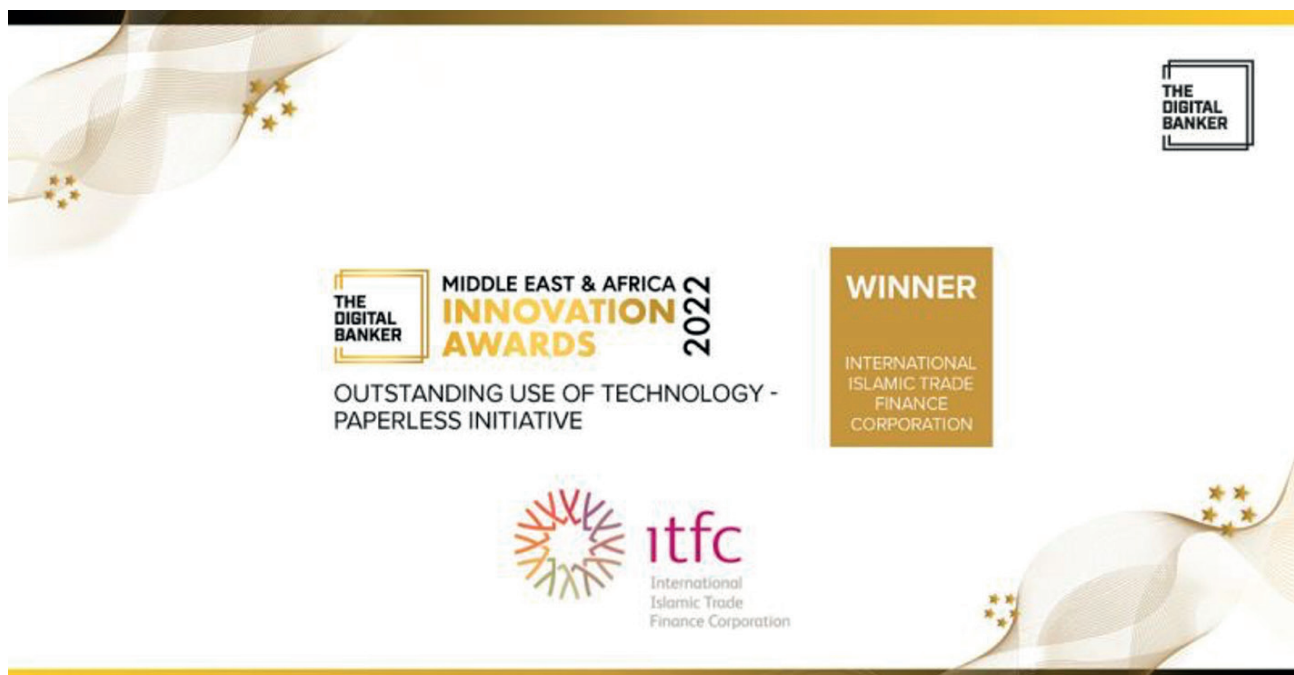 THE
DIGITAL
BANKER
THE
DIGITAL
BANKER
MIDDLE EAST & AFRICA
INNOVATION
AWARDS
2022
OUTSTANDING USE OF TECHNOLOGY -
PAPERLESS INITIATIVE
WINNER
INTERNATIONAL
ISLAMIC TRADE
FINANCE
CORPORATION
itfc
International
Islamic Trade
Finance Corporation